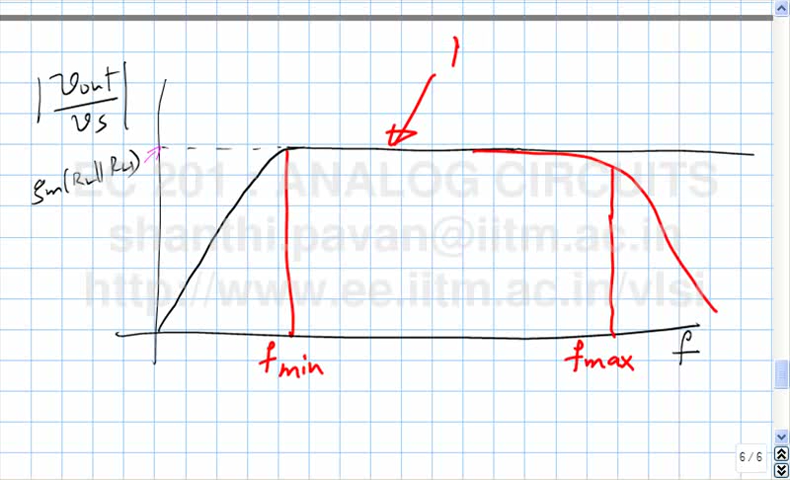 |Vout/Vs|
gm(RL||Rd)
1
EC 201 : ANALOG CIRCUITS
shanthi.pavan@iitm.ac.in
http://www.ee.iitm.ac.in/vlsi
fmin
fmax
f
6 / 6